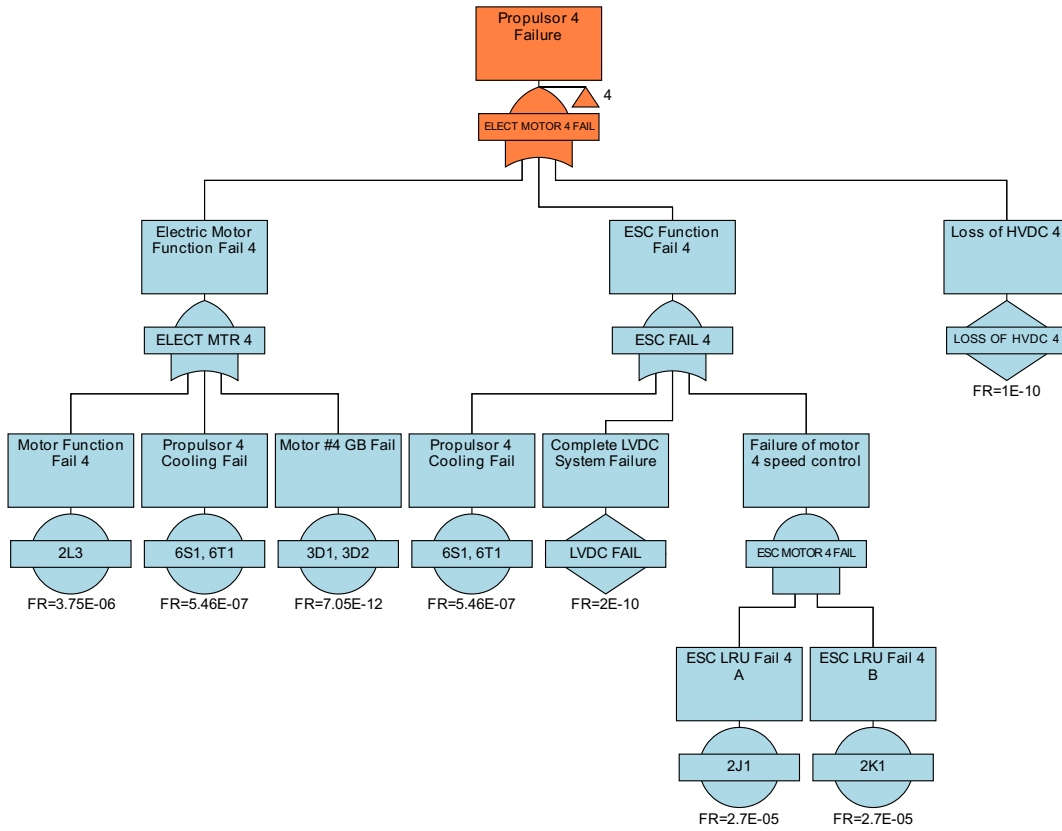 Propulsor 4
Failure
4
ELECT MOTOR 4 FAIL
Electric Motor
Function Fail 4
ESC Function
Fail 4
Loss of HVDC 4
ELECT MTR 4
ESC FAIL 4
LOSS OF HVDC 4
FR=1E-10
Motor Function
Fail 4
Propulsor 4
Cooling Fail
Motor #4 GB Fail
Propulsor 4
Cooling Fail
Complete LVDC
System Failure
Failure of motor
4 speed control
2L3
6S1, 6T1
3D1, 3D2
6S1, 6T1
LVDC FAIL
ESC MOTOR 4 FAIL
FR=3.75E-06
FR=5.46E-07
FR=7.05E-12
FR=5.46E-07
FR=2E-10
ESC LRU Fail 4
A
ESC LRU Fail 4
B
2J1
2K1
FR=2.7E-05
FR=2.7E-05